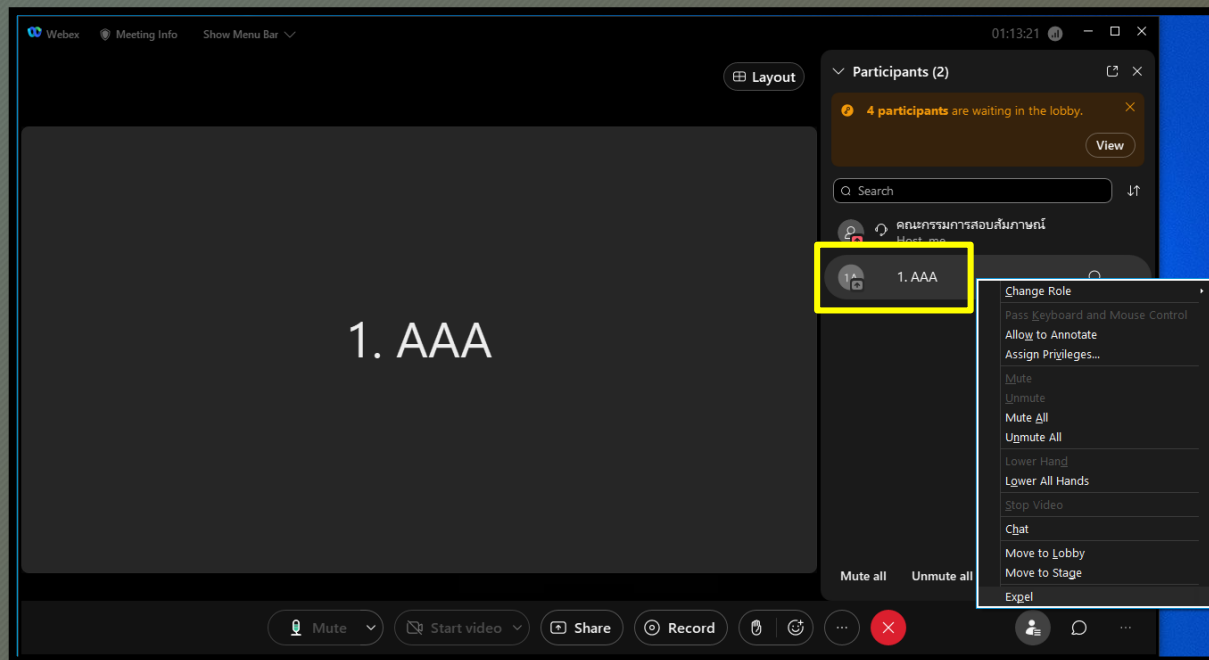 Webex Meeting Info Show Menu Bar 01:13:21
Layout
Participants (2)
4 participants are waiting in the lobby.
View
Search
คณะกรรมการสอบสัมภาษณ์
Host, me
1. AAA
1. AAA
Change Role
Pass Keyboard and Mouse Control
Allow to Annotate
Assign Privileges...
Mute
Unmute
Mute All
Unmute All
Lower Hand
Lower All Hands
Stop Video
Chat
Move to Lobby
Move to Stage
Expel
Mute all Unmute all
Mute Start video Share Record